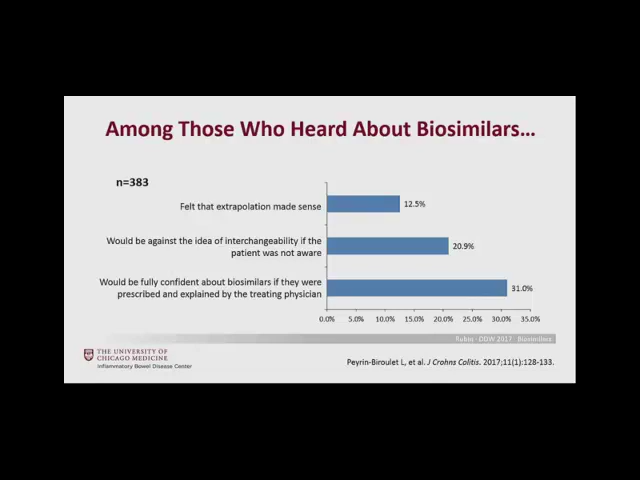 Among Those Who Heard About Biosimilars…
n=383
Felt that extrapolation made sense
12.5%
Would be against the idea of interchangeability if the
patient was not aware
20.9%
Would be fully confident about biosimilars if they were
prescribed and explained by the treating physician
31.0%
0.0% 5.0% 10.0% 15.0% 20.0% 25.0% 30.0% 35.0%
Rubin - DDW 2017 - Biosimilars
THE UNIVERSITY OF
CHICAGO MEDICINE
Inflammatory Bowel Disease Center
Peyrin-Biroulet L, et al. J Crohns Colitis. 2017;11(1):128-133.